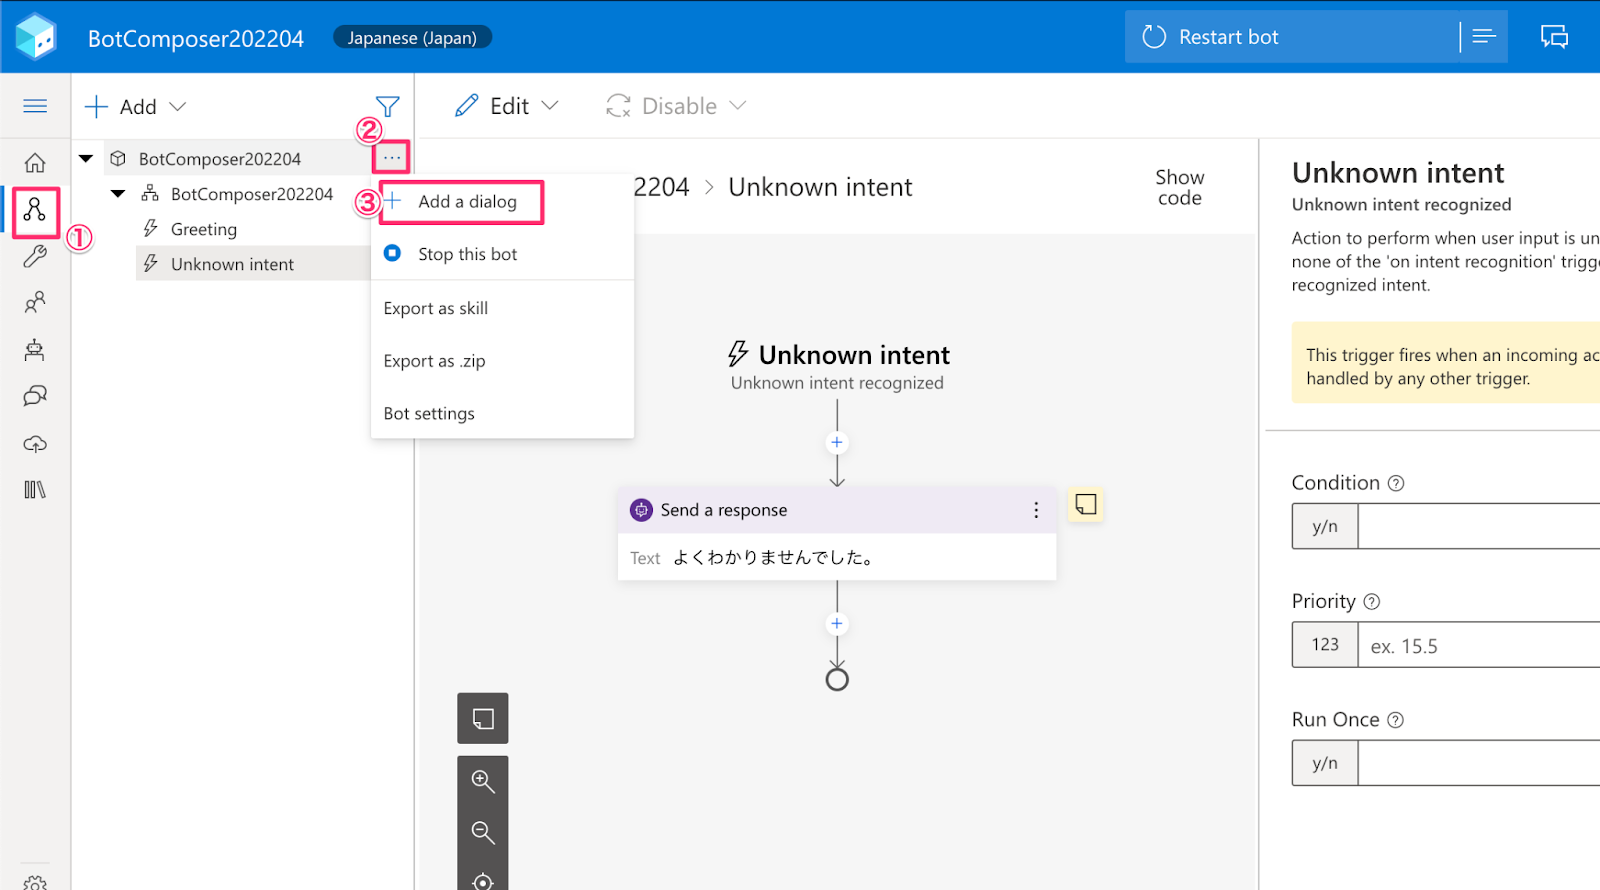 BotComposer202204
Japanese (Japan)
Restart bot
Add
Edit
Disable
②
BotComposer202204
BotComposer202204
Greeting
Unknown intent
①
③
Add a dialog
Stop this bot
Export as skill
Export as .zip
Bot settings
2204 > Unknown intent
Show
code
Unknown intent
Unknown intent recognized
Send a response
Text よくわかりませんでした。
Unknown intent
Unknown intent recognized
Action to perform when user input is un
none of the 'on intent recognition' trigge
recognized intent.
This trigger fires when an incoming ac
handled by any other trigger.
Condition
y/n
Priority
123
ex. 15.5
Run Once
y/n